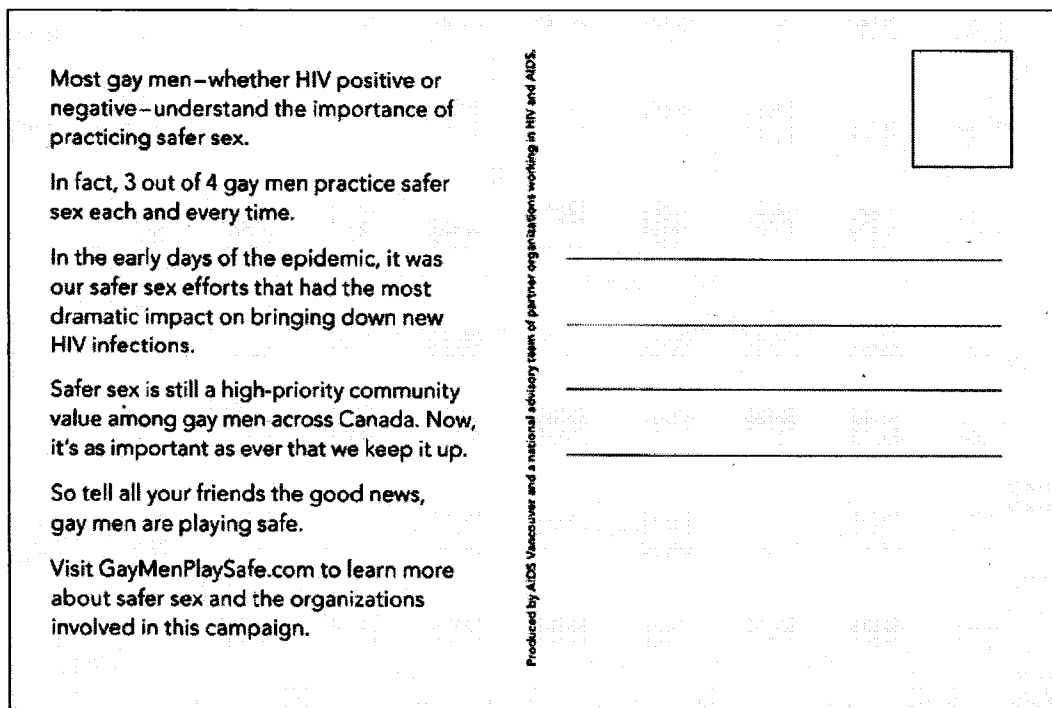 Most gay men–whether HIV positive or
negative–understand the importance of
practicing safer sex.
In fact, 3 out of 4 gay men practice safer
sex each and every time.
In the early days of the epidemic, it was
our safer sex efforts that had the most
dramatic impact on bringing down new
HIV infections.
Safer sex is still a high-priority community
value among gay men across Canada. Now,
it's as important as ever that we keep it up.
So tell all your friends the good news,
gay men are playing safe.
Visit GayMenPlaySafe.com to learn more
about safer sex and the organizations
involved in this campaign.
Produced by AIDS Vancouver and a national advisory team of partner organizations working in HIV and AIDS.